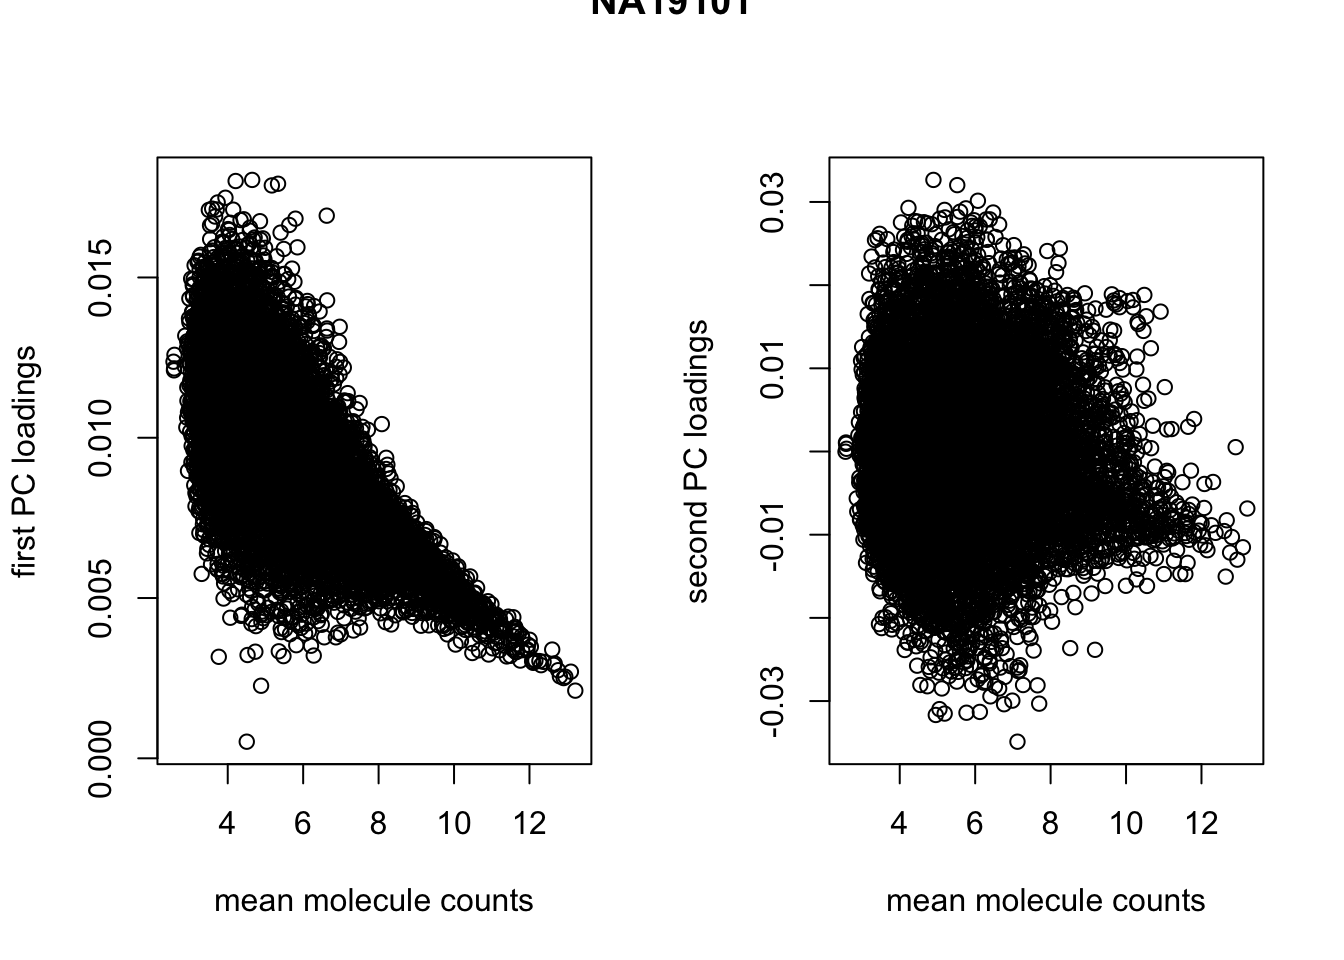 NA19101
first PC loadings
0.000 0.005 0.010 0.015
4 6 8 10 12
mean molecule counts
second PC loadings
-0.03 -0.01 0.01 0.03
4 6 8 10 12
mean molecule counts